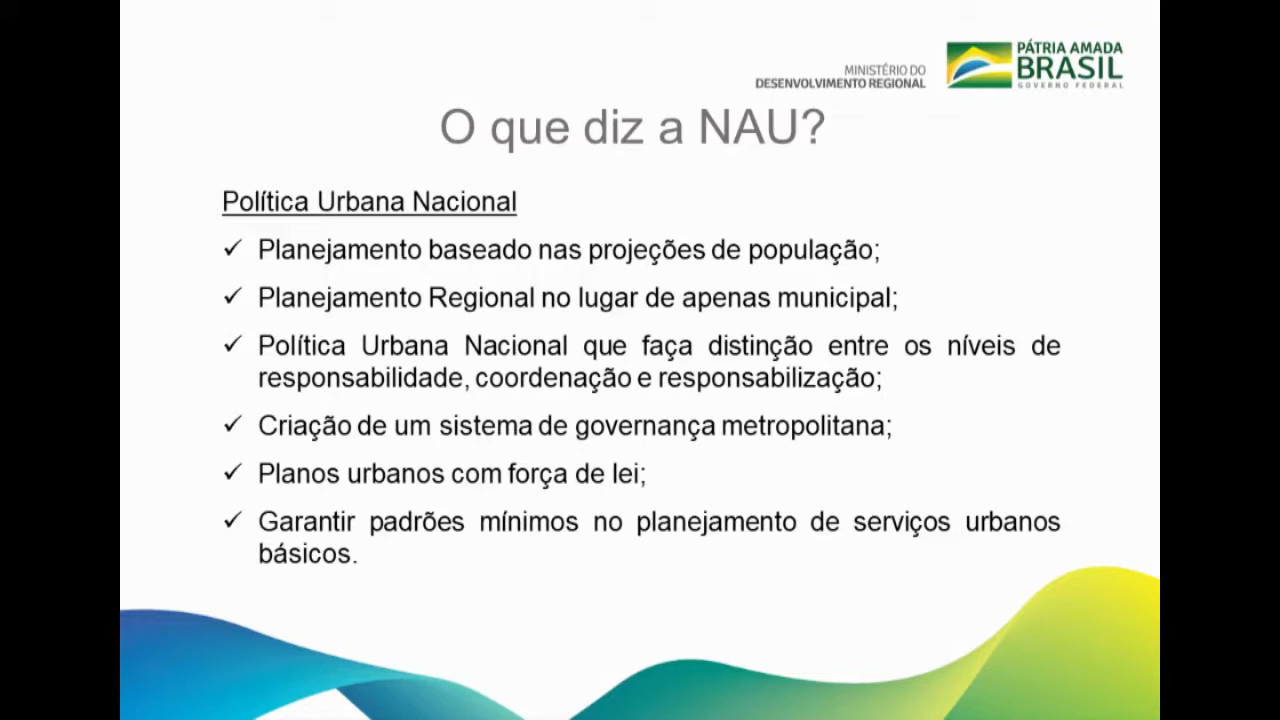 MINISTÉRIO DO
DESENVOLVIMENTO REGIONAL
PÁTRIA AMADA
BRASIL
GOVERNO FEDERAL
O que diz a NAU?
Política Urbana Nacional
✓ Planejamento baseado nas projeções de população;
✓ Planejamento Regional no lugar de apenas municipal;
✓ Política Urbana Nacional que faça distinção entre os níveis de
responsabilidade, coordenação e responsabilização;
✓ Criação de um sistema de governança metropolitana;
✓ Planos urbanos com força de lei;
✓ Garantir padrões mínimos no planejamento de serviços urbanos
básicos.